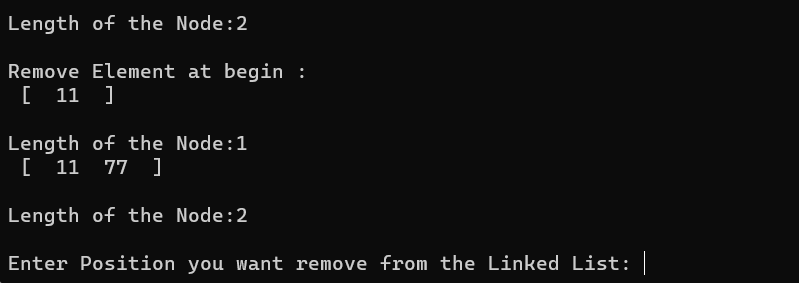 Length of the Node:2
Remove Element at begin :
[  11  ]
Length of the Node:1
[  11  77  ]
Length of the Node:2
Enter Position you want remove from the Linked List: